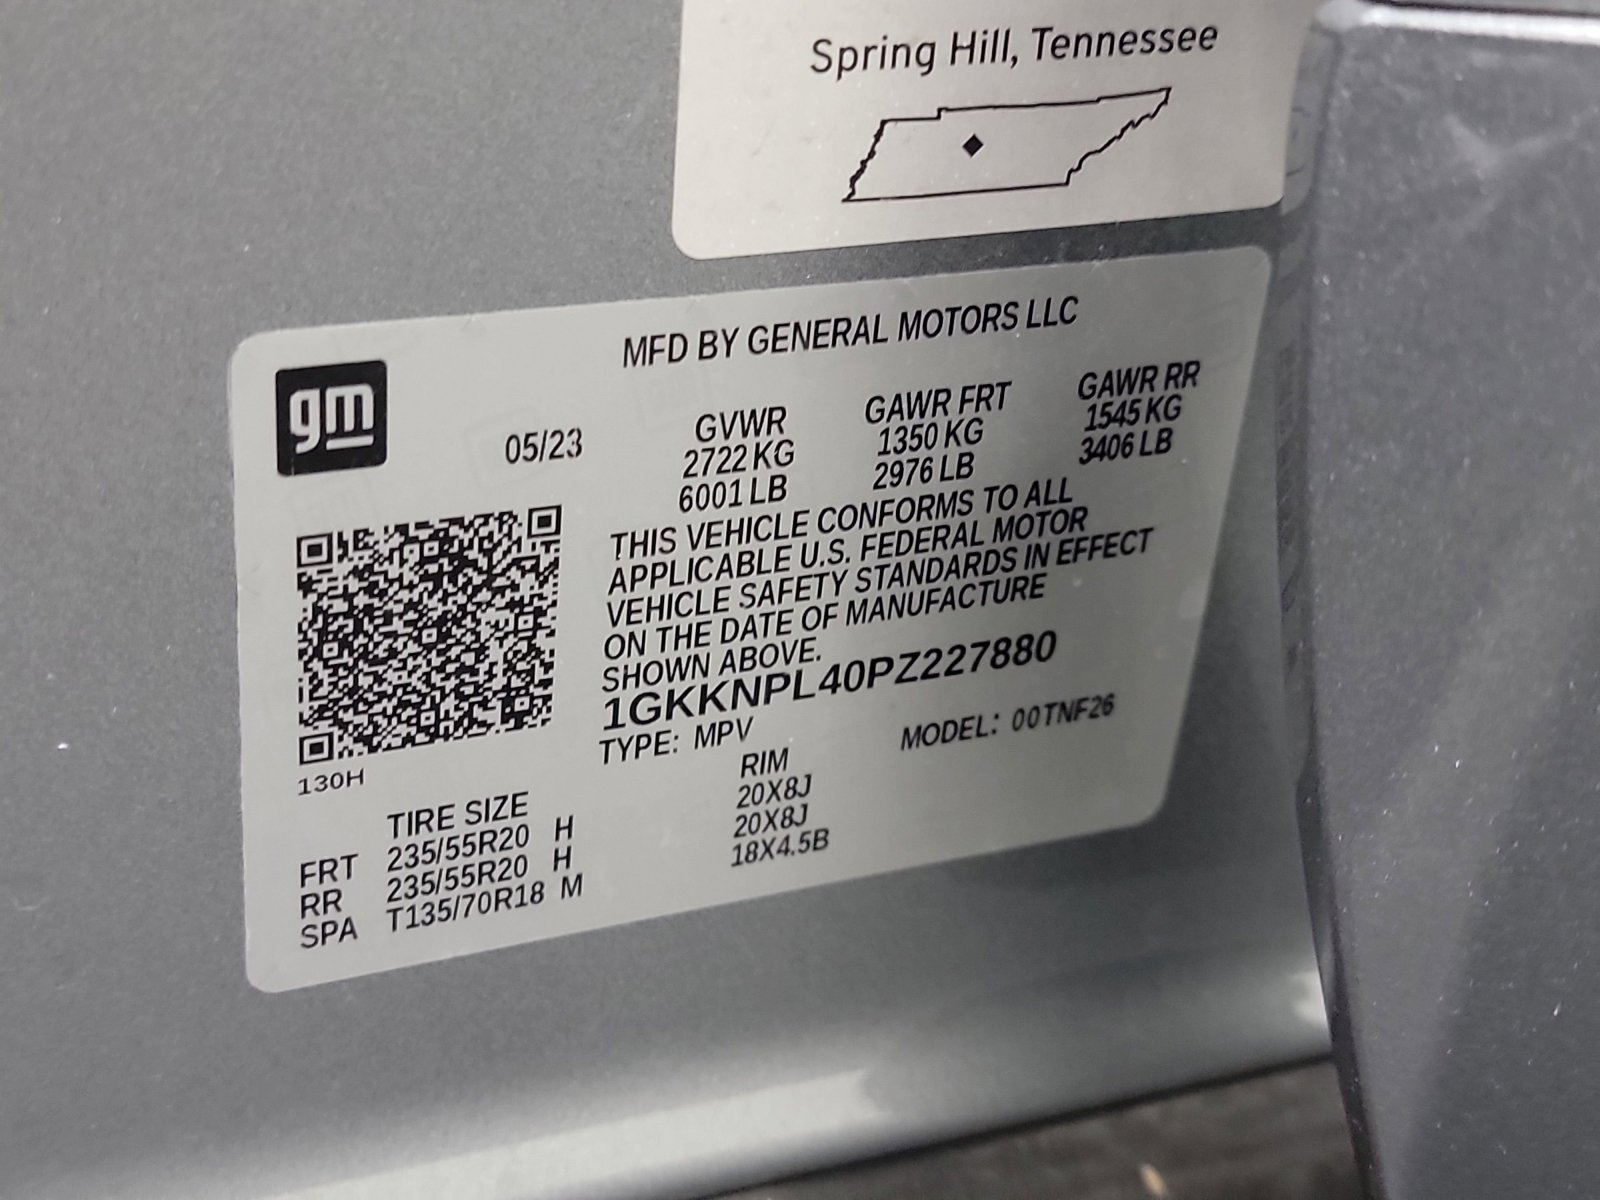 Spring Hill, Tennessee
gm
MFD BY GENERAL MOTORS LLC
05/23
GVWR
2722 KG
6001 LB
GAWR FRT
1350 KG
2976 LB
GAWR RR
1545 KG
3406 LB
THIS VEHICLE CONFORMS TO ALL
APPLICABLE U.S. FEDERAL MOTOR
VEHICLE SAFETY STANDARDS IN EFFECT
ON THE DATE OF MANUFACTURE
SHOWN ABOVE.
1GKKNPL40PZ227880
TYPE: MPV
MODEL: 00TNF26
130H
TIRE SIZE RIM
FRT 235/55R20 H 20X8J
RR 235/55R20 H 20X8J
SPA T135/70R18 M 18X4.5B